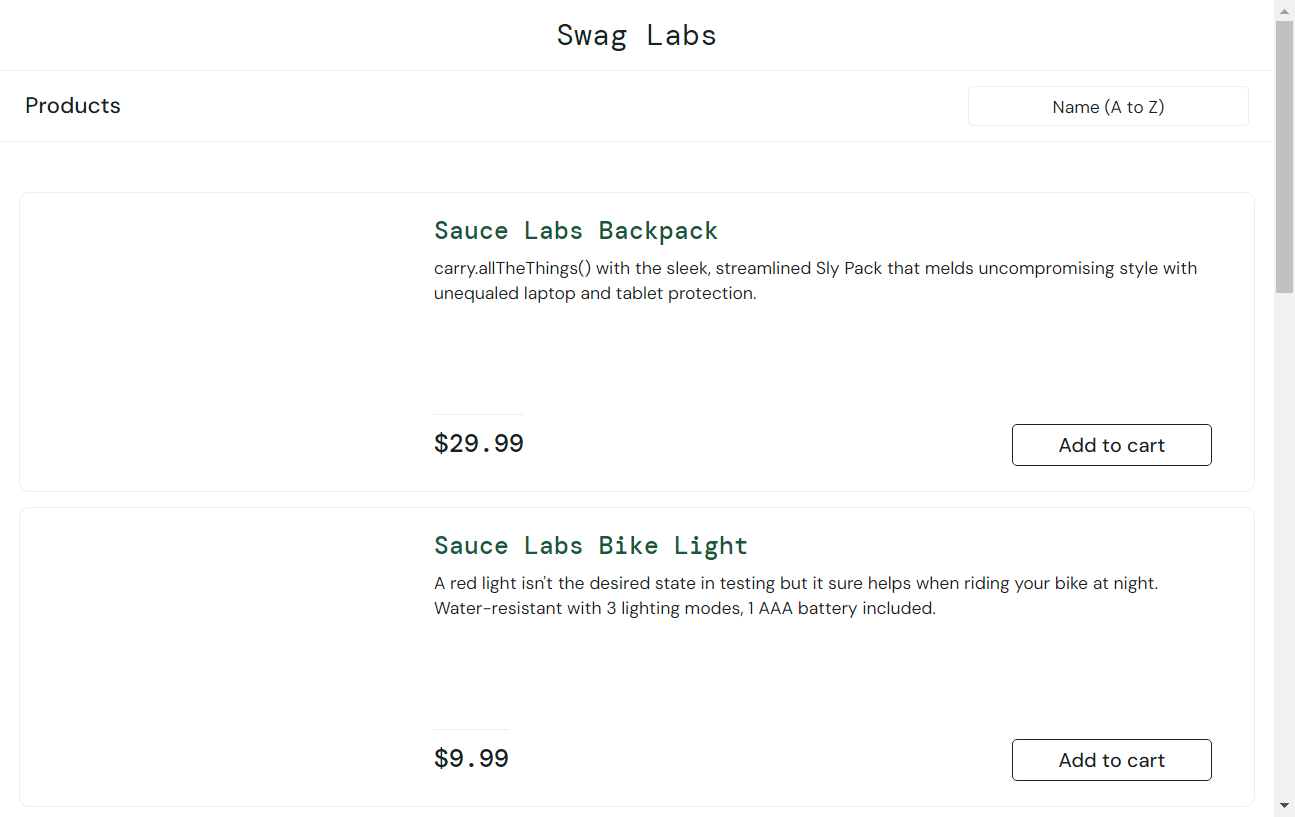 Swag Labs
Products
Name (A to Z)
Sauce Labs Backpack
carry.allTheThings() with the sleek, streamlined Sly Pack that melds uncompromising style with
unequaled laptop and tablet protection.
$29.99
Add to cart
Sauce Labs Bike Light
A red light isn't the desired state in testing but it sure helps when riding your bike at night.
Water-resistant with 3 lighting modes, 1 AAA battery included.
$9.99
Add to cart